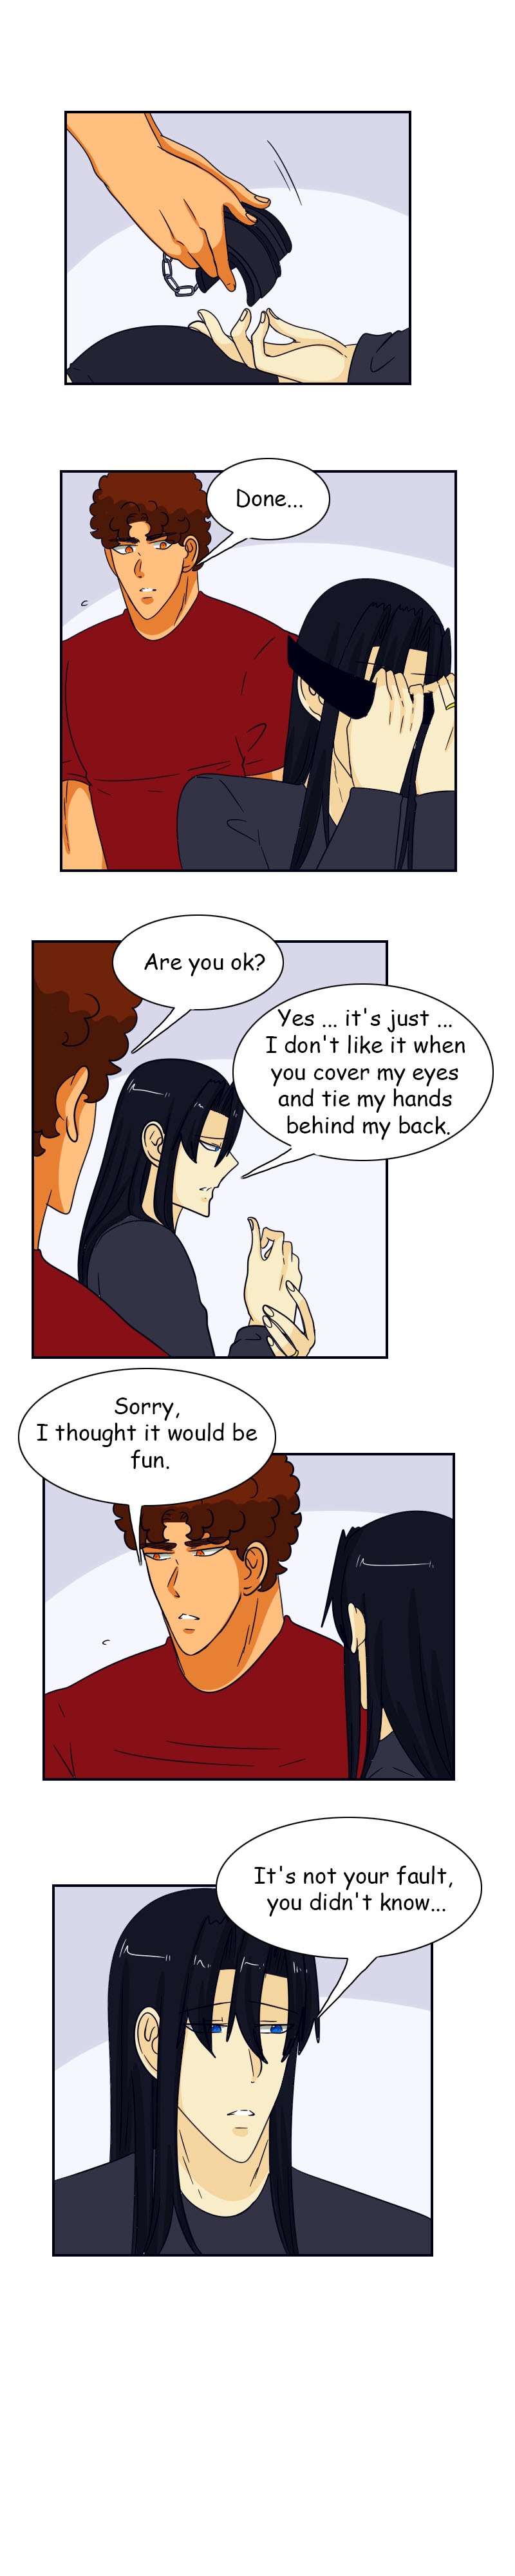 Done...
Are you ok?
Yes ... it's just ...
I don't like it when
you cover my eyes
and tie my hands
behind my back.
Sorry,
I thought it would be
fun.
It's not your fault,
you didn't know...